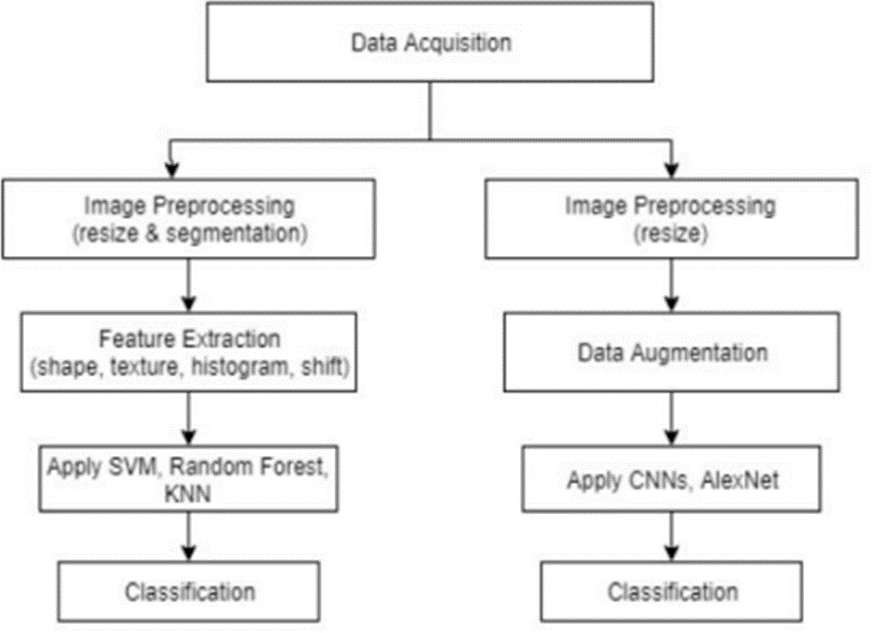 Data Acquisition
Image Preprocessing
(resize & segmentation)
Feature Extraction
(shape, texture, histogram, shift)
Apply SVM, Random Forest,
KNN
Classification
Image Preprocessing
(resize)
Data Augmentation
Apply CNNs, AlexNet
Classification